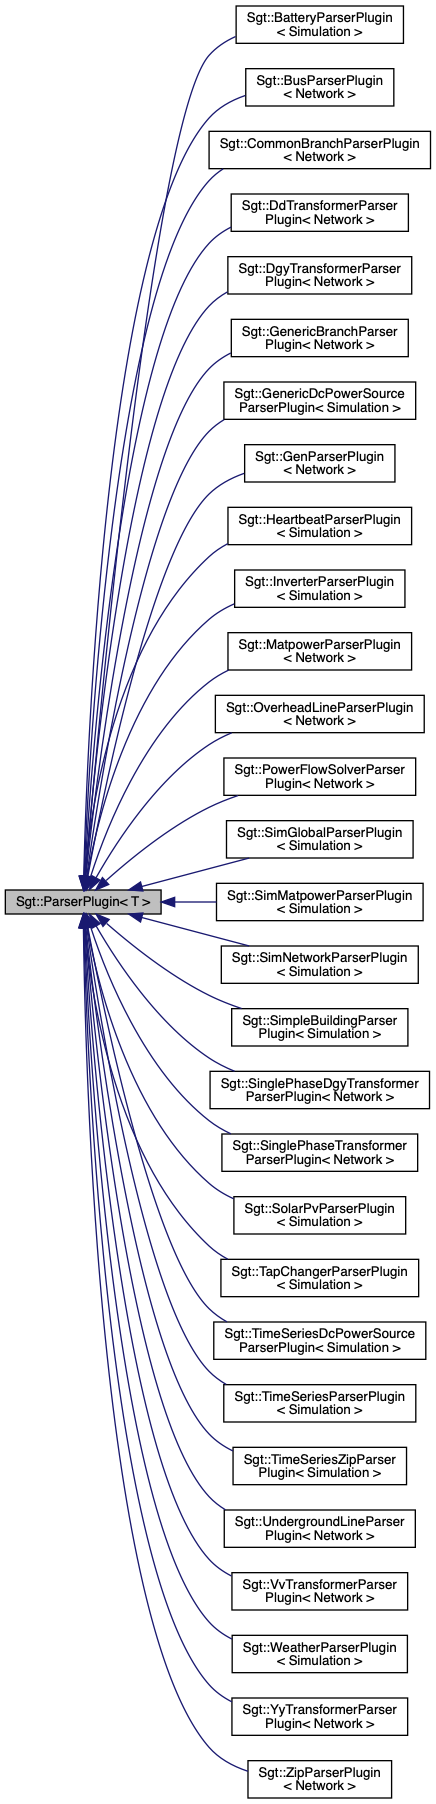 Sgt::BatteryParserPlugin
< Simulation >
Sgt::BusParserPlugin
< Network >
Sgt::CommonBranchParserPlugin
< Network >
Sgt::DdTransformerParser
Plugin< Network >
Sgt::DgyTransformerParser
Plugin< Network >
Sgt::GenericBranchParser
Plugin< Network >
Sgt::GenericDcPowerSource
ParserPlugin< Simulation >
Sgt::GenParserPlugin
< Network >
Sgt::HeartbeatParserPlugin
< Simulation >
Sgt::InverterParserPlugin
< Simulation >
Sgt::MatpowerParserPlugin
< Network >
Sgt::OverheadLineParserPlugin
< Network >
Sgt::PowerFlowSolverParser
Plugin< Network >
Sgt::SimGlobalParserPlugin
< Simulation >
Sgt::ParserPlugin< T >
Sgt::SimMatpowerParserPlugin
< Simulation >
Sgt::SimNetworkParserPlugin
< Simulation >
Sgt::SimpleBuildingParser
Plugin< Simulation >
Sgt::SinglePhaseDgyTransformer
ParserPlugin< Network >
Sgt::SinglePhaseTransformer
ParserPlugin< Network >
Sgt::SolarPvParserPlugin
< Simulation >
Sgt::TapChangerParserPlugin
< Simulation >
Sgt::TimeSeriesDcPowerSource
ParserPlugin< Simulation >
Sgt::TimeSeriesParserPlugin
< Simulation >
Sgt::TimeSeriesZipParser
Plugin< Simulation >
Sgt::UndergroundLineParser
Plugin< Network >
Sgt::VvTransformerParser
Plugin< Network >
Sgt::WeatherParserPlugin
< Simulation >
Sgt::YyTransformerParser
Plugin< Network >
Sgt::ZipParserPlugin
< Network >